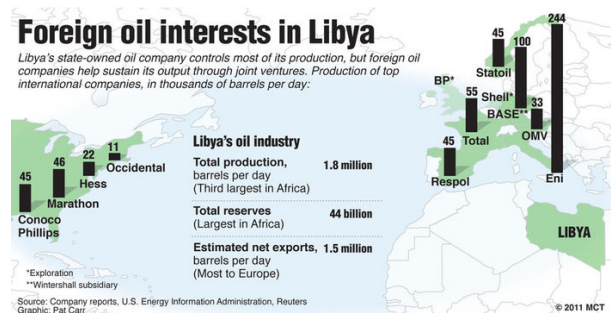 Foreign oil interests in Libya
Libya's state-owned oil company controls most of its production, but foreign oil
companies help sustain its output through joint ventures. Production of top
international companies, in thousands of barrels per day:
45
Conoco
Phillips
46
Marathon
22
Hess
11
Occidental
Libya's oil industry
Total production, 1.8 million
barrels per day
(Third largest in Africa)
Total reserves 44 billion
(Largest in Africa)
Estimated net exports, 1.5 million
barrels per day
(Most to Europe)
BP*
45
Statoil
Shell*
100
BASE**
55
Total
33
OMV
45
Respol
244
Eni
LIBYA
*Exploration
**Wintershall subsidiary
Source: Company reports, U.S. Energy Information Administration, Reuters
Graphic: Pat Carr
© 2011 MCT